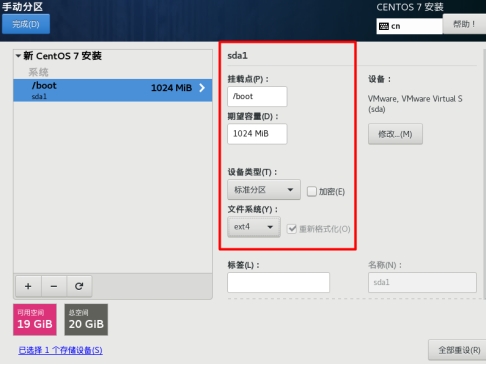 手动分区
CENTOS 7 安装
完成(D)
cn
帮助！
新 CentOS 7 安装
系统
/boot
1024 MiB
sda1
sda1
挂载点(P)：
/boot
期望容量(D)：
1024 MiB
设备类型(T)：
标准分区
加密(E)
文件系统(Y)：
ext4
重新格式化(O)
设备：
VMware, VMware Virtual S
(sda)
修改...(M)
标签(L)：
名称(N)：
sda1
+ − C
可用空间
19 GiB
总空间
20 GiB
已选择 1 个存储设备(S)
全部重设(R)